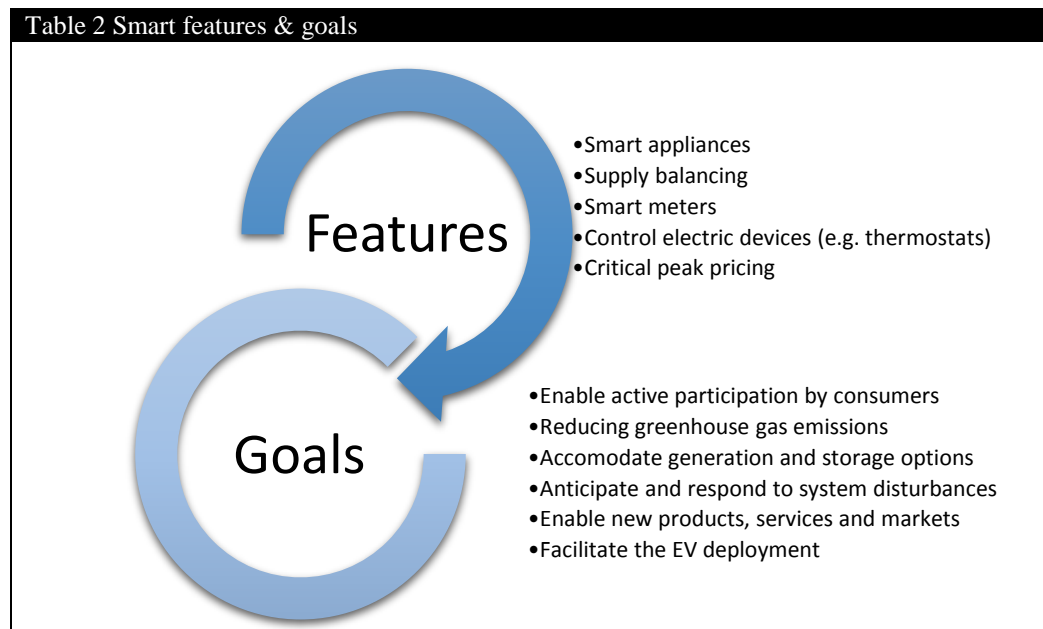 Table 2 Smart features & goals
Features
•Smart appliances
•Supply balancing
•Smart meters
•Control electric devices (e.g. thermostats)
•Critical peak pricing
Goals
•Enable active participation by consumers
•Reducing greenhouse gas emissions
•Accomodate generation and storage options
•Anticipate and respond to system disturbances
•Enable new products, services and markets
•Facilitate the EV deployment